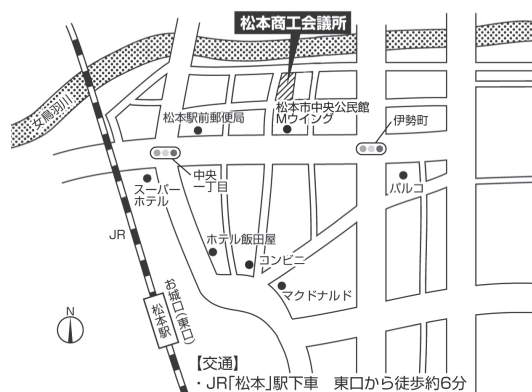 松本商工会議所
女鳥羽川
松本駅前郵便局
松本市中央公民館
Mウイング
伊勢町
中央
一丁目
スーパー
ホテル
パルコ
JR
ホテル飯田屋
コンビニ
マクドナルド
お城口(東口)
松本駅
N
【交通】
・JR「松本」駅下車 東口から徒歩約6分